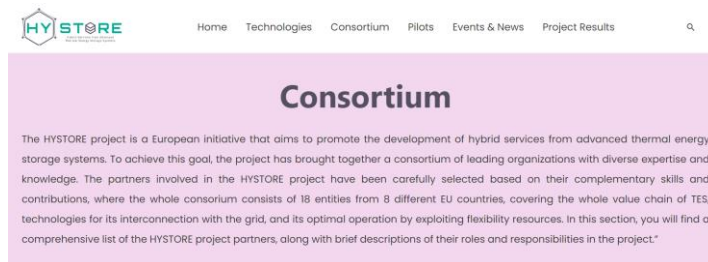 HYSTORE
Home Technologies Consortium Pilots Events & News Project Results
Consortium
The HYSTORE project is a European initiative that aims to promote the development of hybrid services from advanced thermal energy
storage systems. To achieve this goal, the project has brought together a consortium of leading organizations with diverse expertise and
knowledge. The partners involved in the HYSTORE project have been carefully selected based on their complementary skills and
contributions, where the whole consortium consists of 18 entities from 8 different EU countries, covering the whole value chain of TES,
technologies for its interconnection with the grid, and its optimal operation by exploiting flexibility resources. In this section, you will find a
comprehensive list of the HYSTORE project partners, along with brief descriptions of their roles and responsibilities in the project."